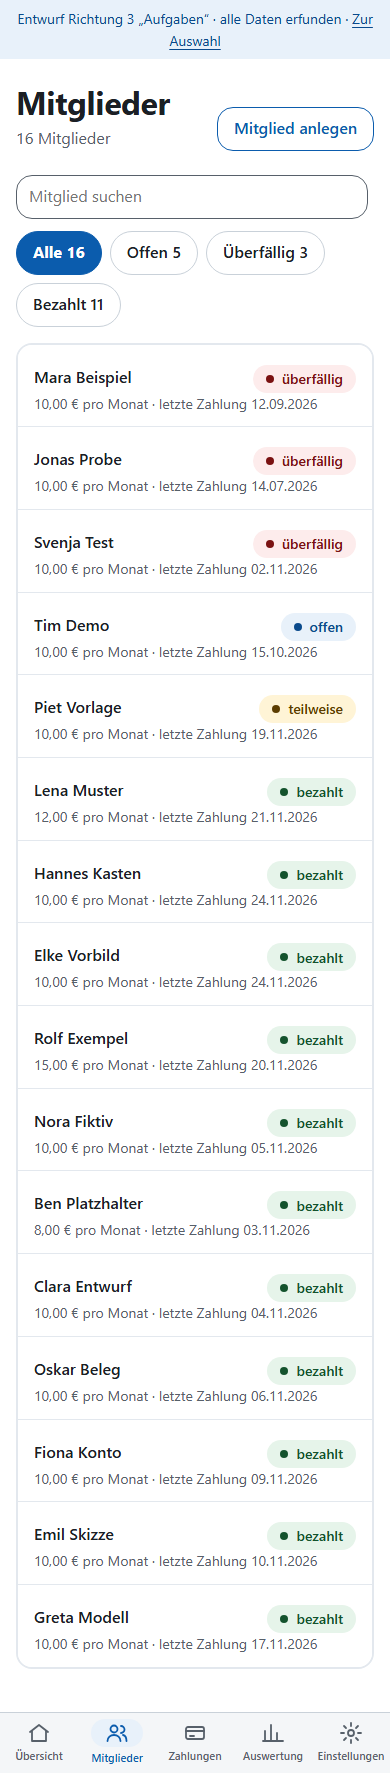 Entwurf Richtung 3 „Aufgaben“ · alle Daten erfunden · Zur
Auswahl
Mitglieder
16 Mitglieder
Mitglied anlegen
Mitglied suchen
Alle 16
Offen 5
Überfällig 3
Bezahlt 11
Mara Beispiel
überfällig
10,00 € pro Monat · letzte Zahlung 12.09.2026
Jonas Probe
überfällig
10,00 € pro Monat · letzte Zahlung 14.07.2026
Svenja Test
überfällig
10,00 € pro Monat · letzte Zahlung 02.11.2026
Tim Demo
offen
10,00 € pro Monat · letzte Zahlung 15.10.2026
Piet Vorlage
teilweise
10,00 € pro Monat · letzte Zahlung 19.11.2026
Lena Muster
bezahlt
12,00 € pro Monat · letzte Zahlung 21.11.2026
Hannes Kasten
bezahlt
10,00 € pro Monat · letzte Zahlung 24.11.2026
Elke Vorbild
bezahlt
10,00 € pro Monat · letzte Zahlung 24.11.2026
Rolf Exempel
bezahlt
15,00 € pro Monat · letzte Zahlung 20.11.2026
Nora Fiktiv
bezahlt
10,00 € pro Monat · letzte Zahlung 05.11.2026
Ben Platzhalter
bezahlt
8,00 € pro Monat · letzte Zahlung 03.11.2026
Clara Entwurf
bezahlt
10,00 € pro Monat · letzte Zahlung 04.11.2026
Oskar Beleg
bezahlt
10,00 € pro Monat · letzte Zahlung 06.11.2026
Fiona Konto
bezahlt
10,00 € pro Monat · letzte Zahlung 09.11.2026
Emil Skizze
bezahlt
10,00 € pro Monat · letzte Zahlung 10.11.2026
Greta Modell
bezahlt
10,00 € pro Monat · letzte Zahlung 17.11.2026
Übersicht
Mitglieder
Zahlungen
Auswertung
Einstellungen